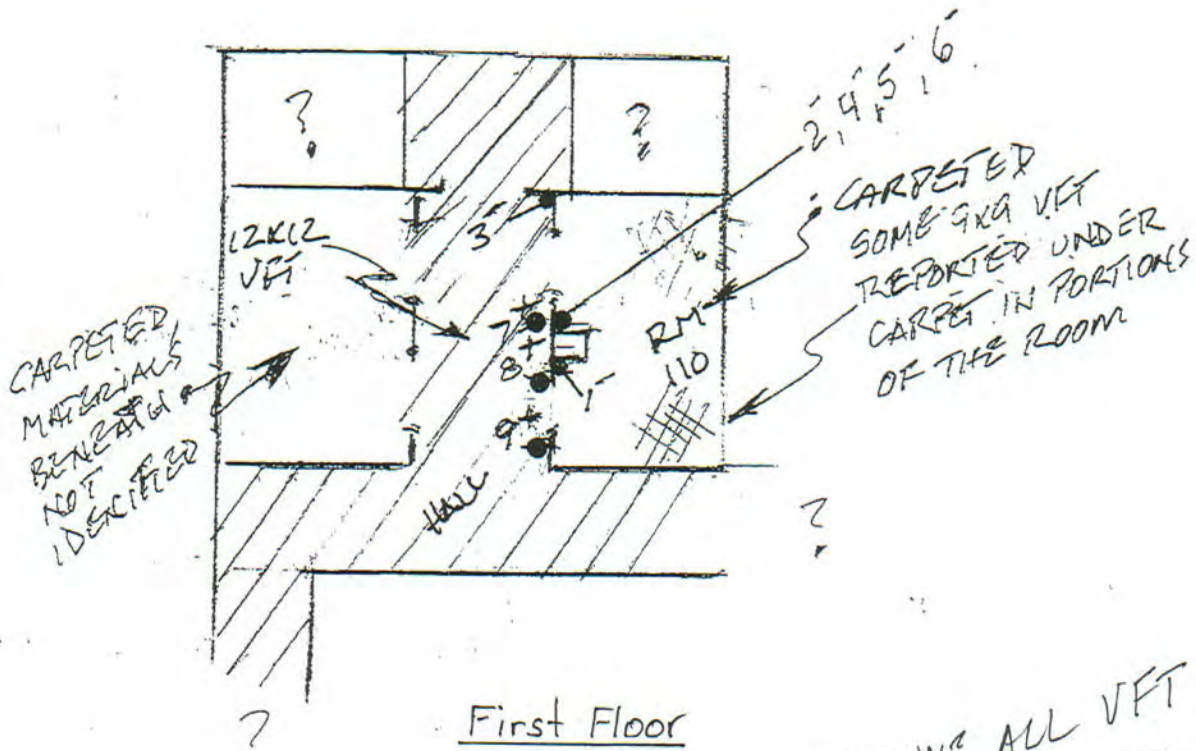 ?
?
2⁻, 4⁻, 5⁻, 6⁻
CARPETED
SOME 9X9 VFT
REPORTED UNDER
CARPET IN PORTIONS
OF THE ROOM
12X12
VFT
3⁻
7+
8+
9+
1⁻
RM
110
CARPETED
MATERIALS
BENEATH
NOT
IDENIFIED
HALL
?
?
First Floor
ALL VFT